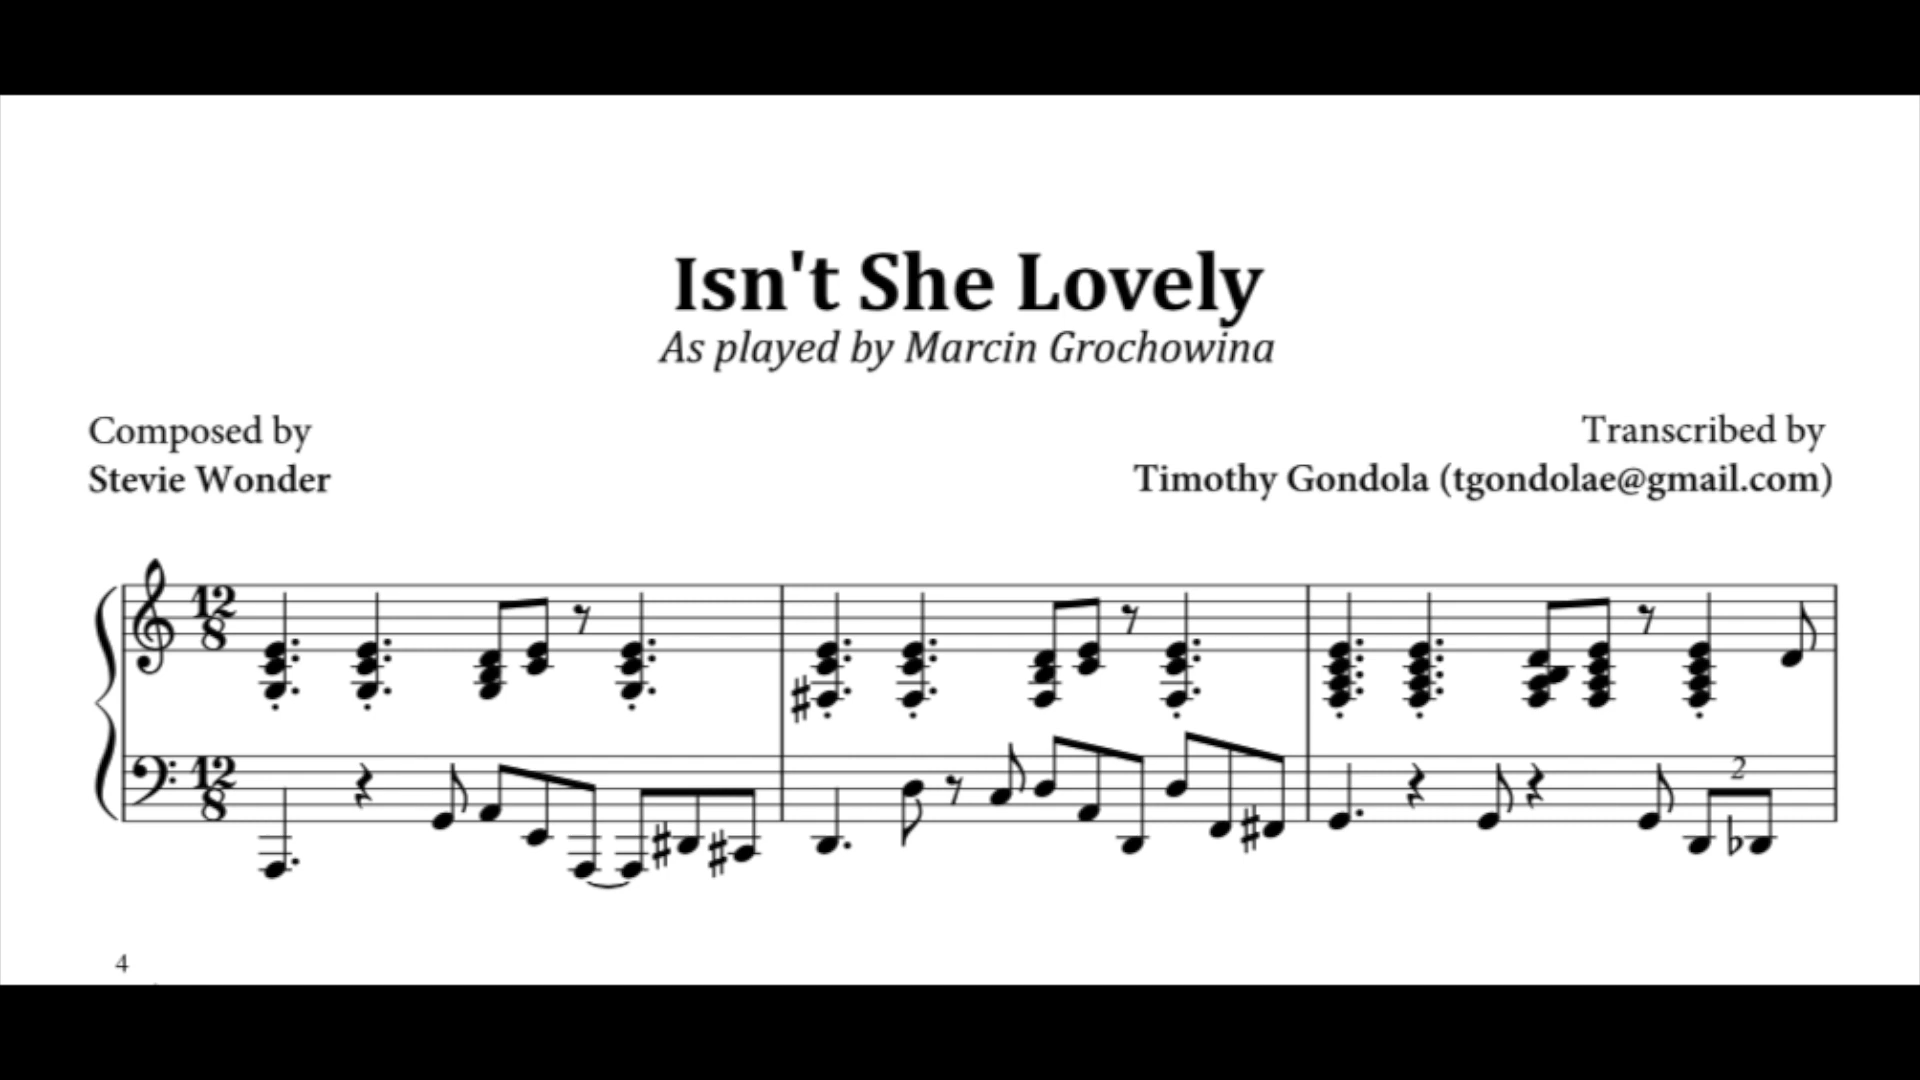 Isn't She Lovely
As played by Marcin Grochowina
Composed by
Stevie Wonder
Transcribed by
Timothy Gondola (tgondolae@gmail.com)
12
8
12
8
2
4